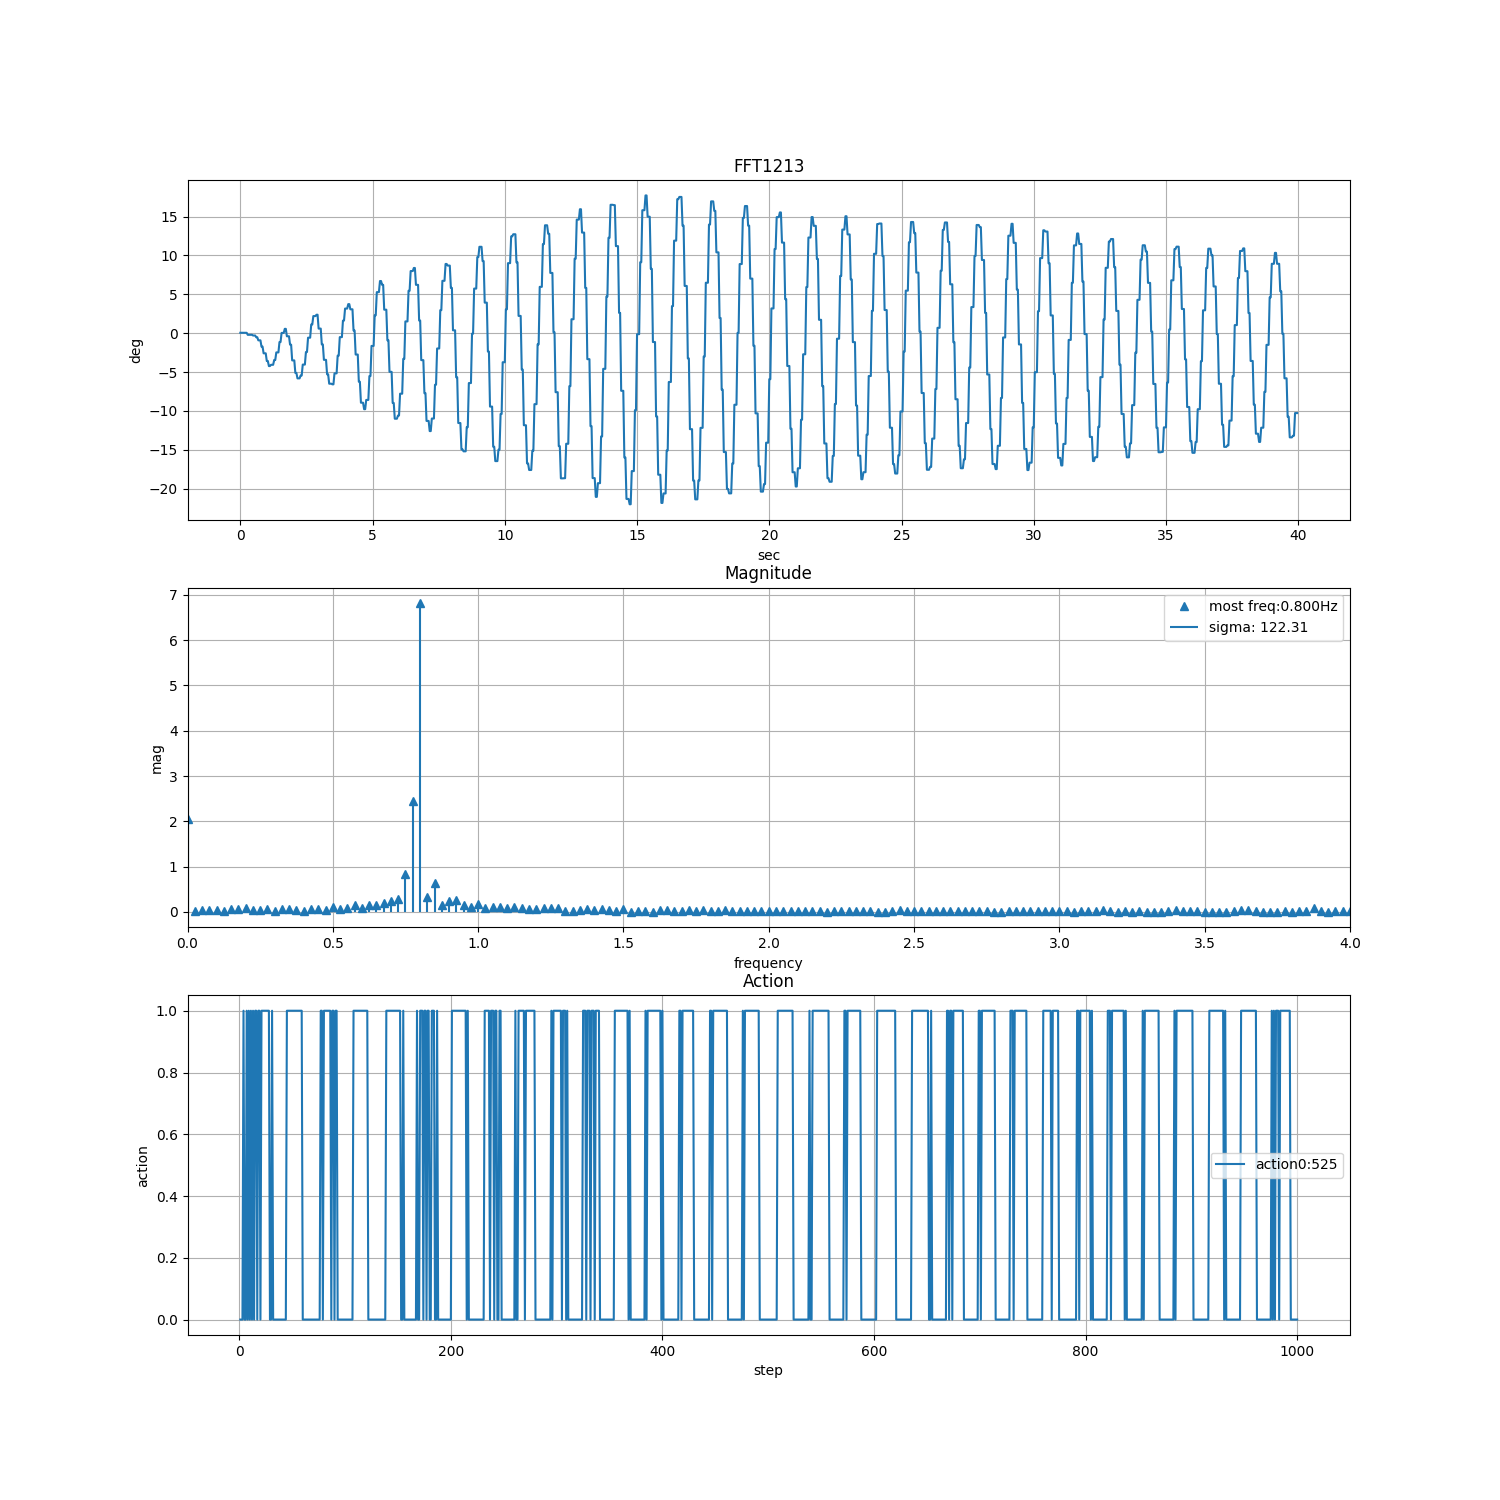 FFT1213
15
10
5
0
−5
−10
−15
−20
deg
0 5 10 15 20 25 30 35 40
sec
Magnitude
7
6
5
4
3
2
1
0
mag
most freq:0.800Hz
sigma: 122.31
0.0 0.5 1.0 1.5 2.0 2.5 3.0 3.5 4.0
frequency
Action
1.0
0.8
0.6
0.4
0.2
0.0
action
action0:525
0 200 400 600 800 1000
step